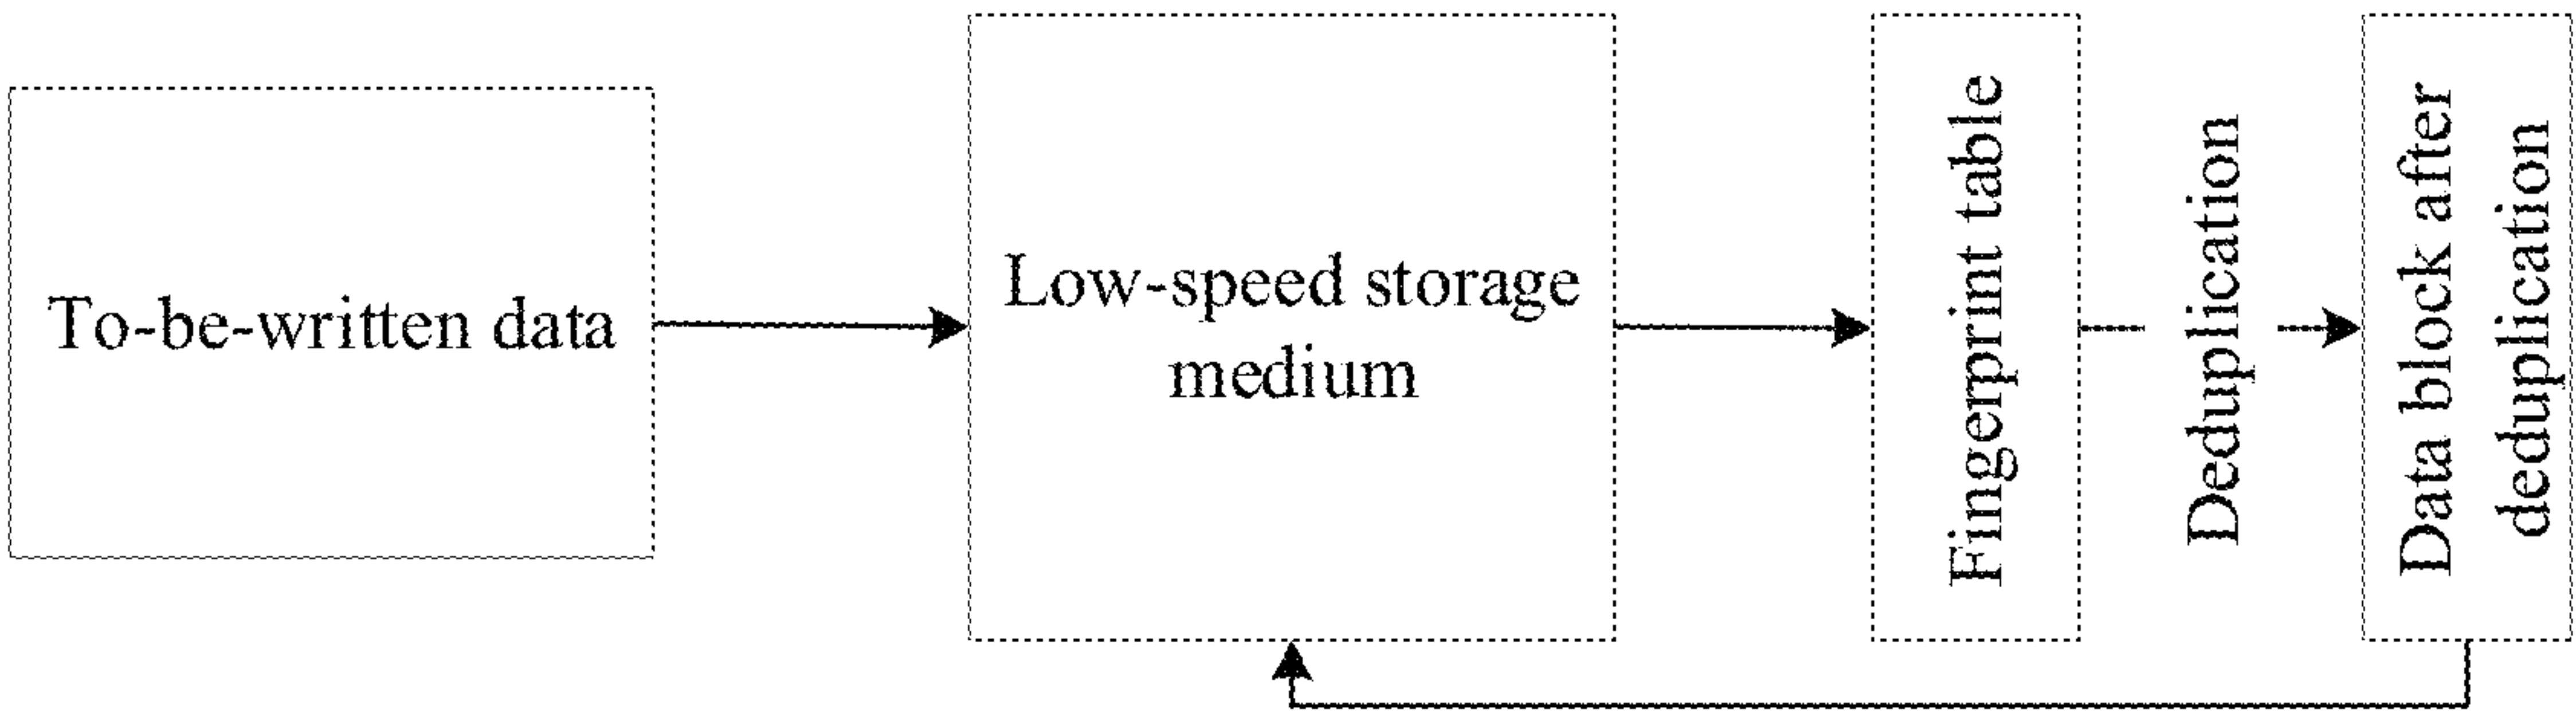 To-be-written data
Low-speed storage
medium
Fingerprint table
Deduplication
Data block after
deduplication